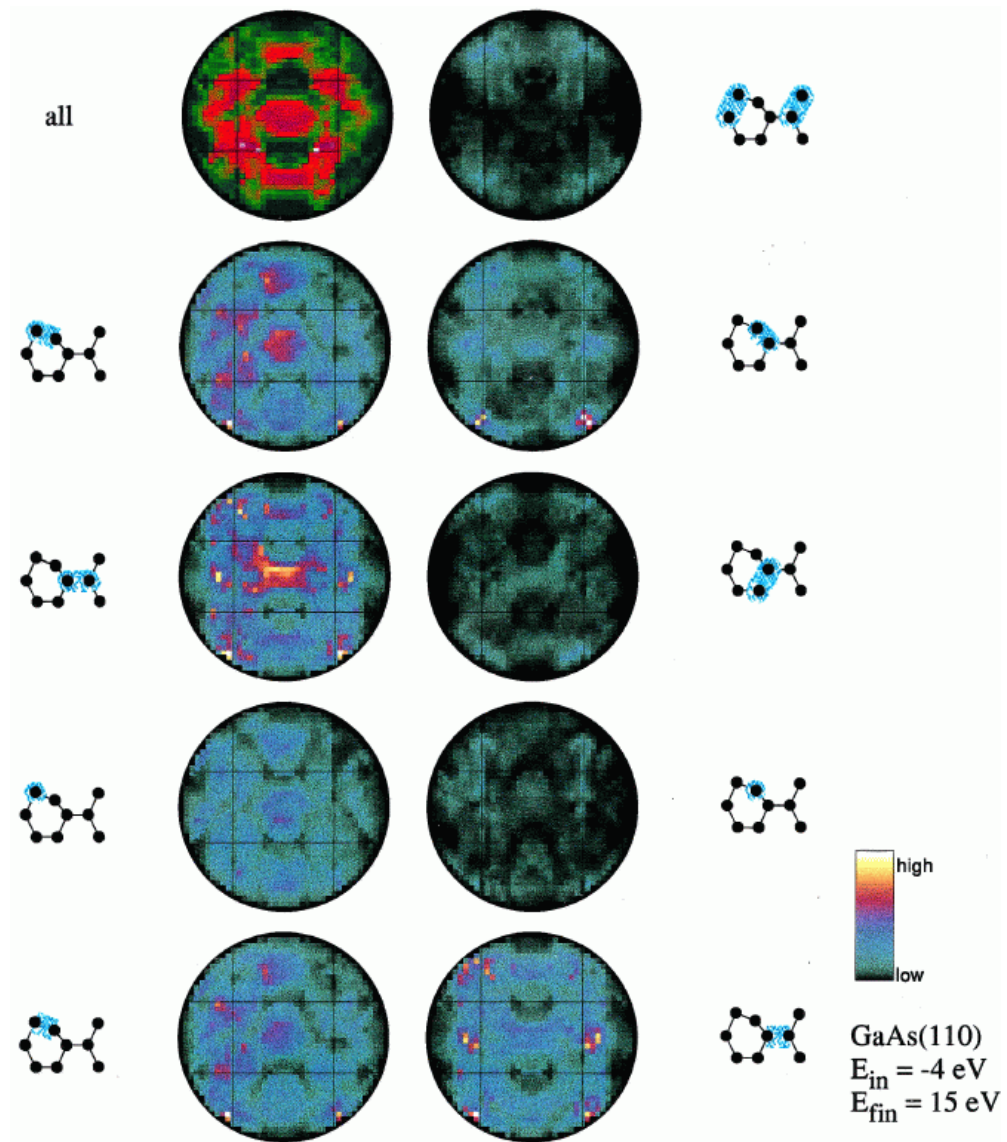 all
high
low
GaAs(110)
E_in = -4 eV
E_fin = 15 eV